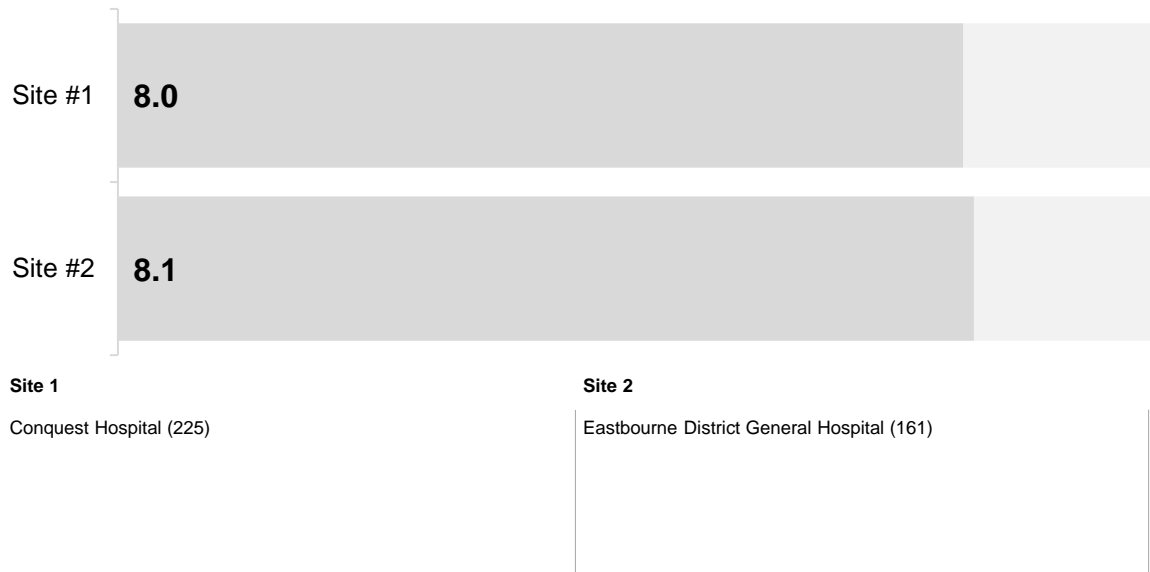 Site #1 8.0
Site #2 8.1
Site 1
Conquest Hospital (225)
Site 2
Eastbourne District General Hospital (161)